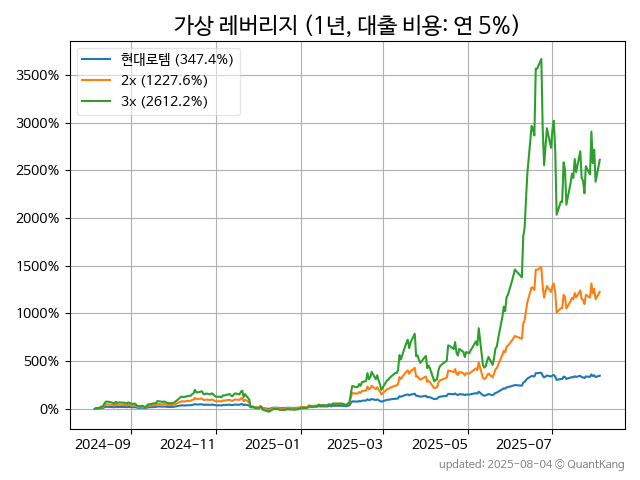 가상 레버리지 (1년, 대출 비용: 연 5%)
현대로템 (347.4%)
2x (1227.6%)
3x (2612.2%)
3500%
3000%
2500%
2000%
1500%
1000%
500%
0%
2024-09 2024-11 2025-01 2025-03 2025-05 2025-07
updated: 2025-08-04 © QuantKang